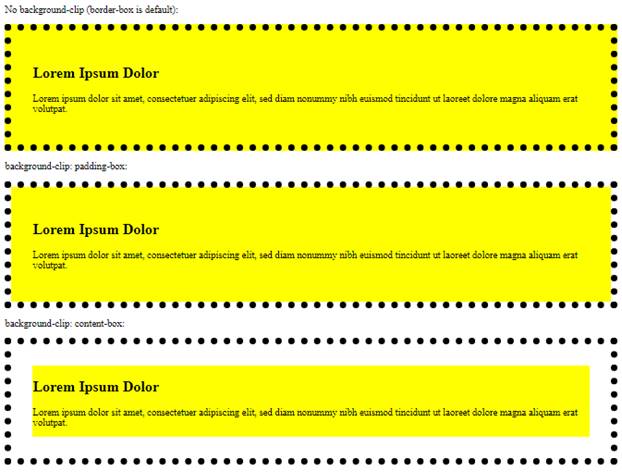 No background-clip (border-box is default):
Lorem Ipsum Dolor
Lorem ipsum dolor sit amet, consectetuer adipiscing elit, sed diam nonummy nibh euismod tincidunt ut laoreet dolore magna aliquam erat
volutpat.
background-clip: padding-box:
Lorem Ipsum Dolor
Lorem ipsum dolor sit amet, consectetuer adipiscing elit, sed diam nonummy nibh euismod tincidunt ut laoreet dolore magna aliquam erat
volutpat.
background-clip: content-box:
Lorem Ipsum Dolor
Lorem ipsum dolor sit amet, consectetuer adipiscing elit, sed diam nonummy nibh euismod tincidunt ut laoreet dolore magna aliquam erat
volutpat.